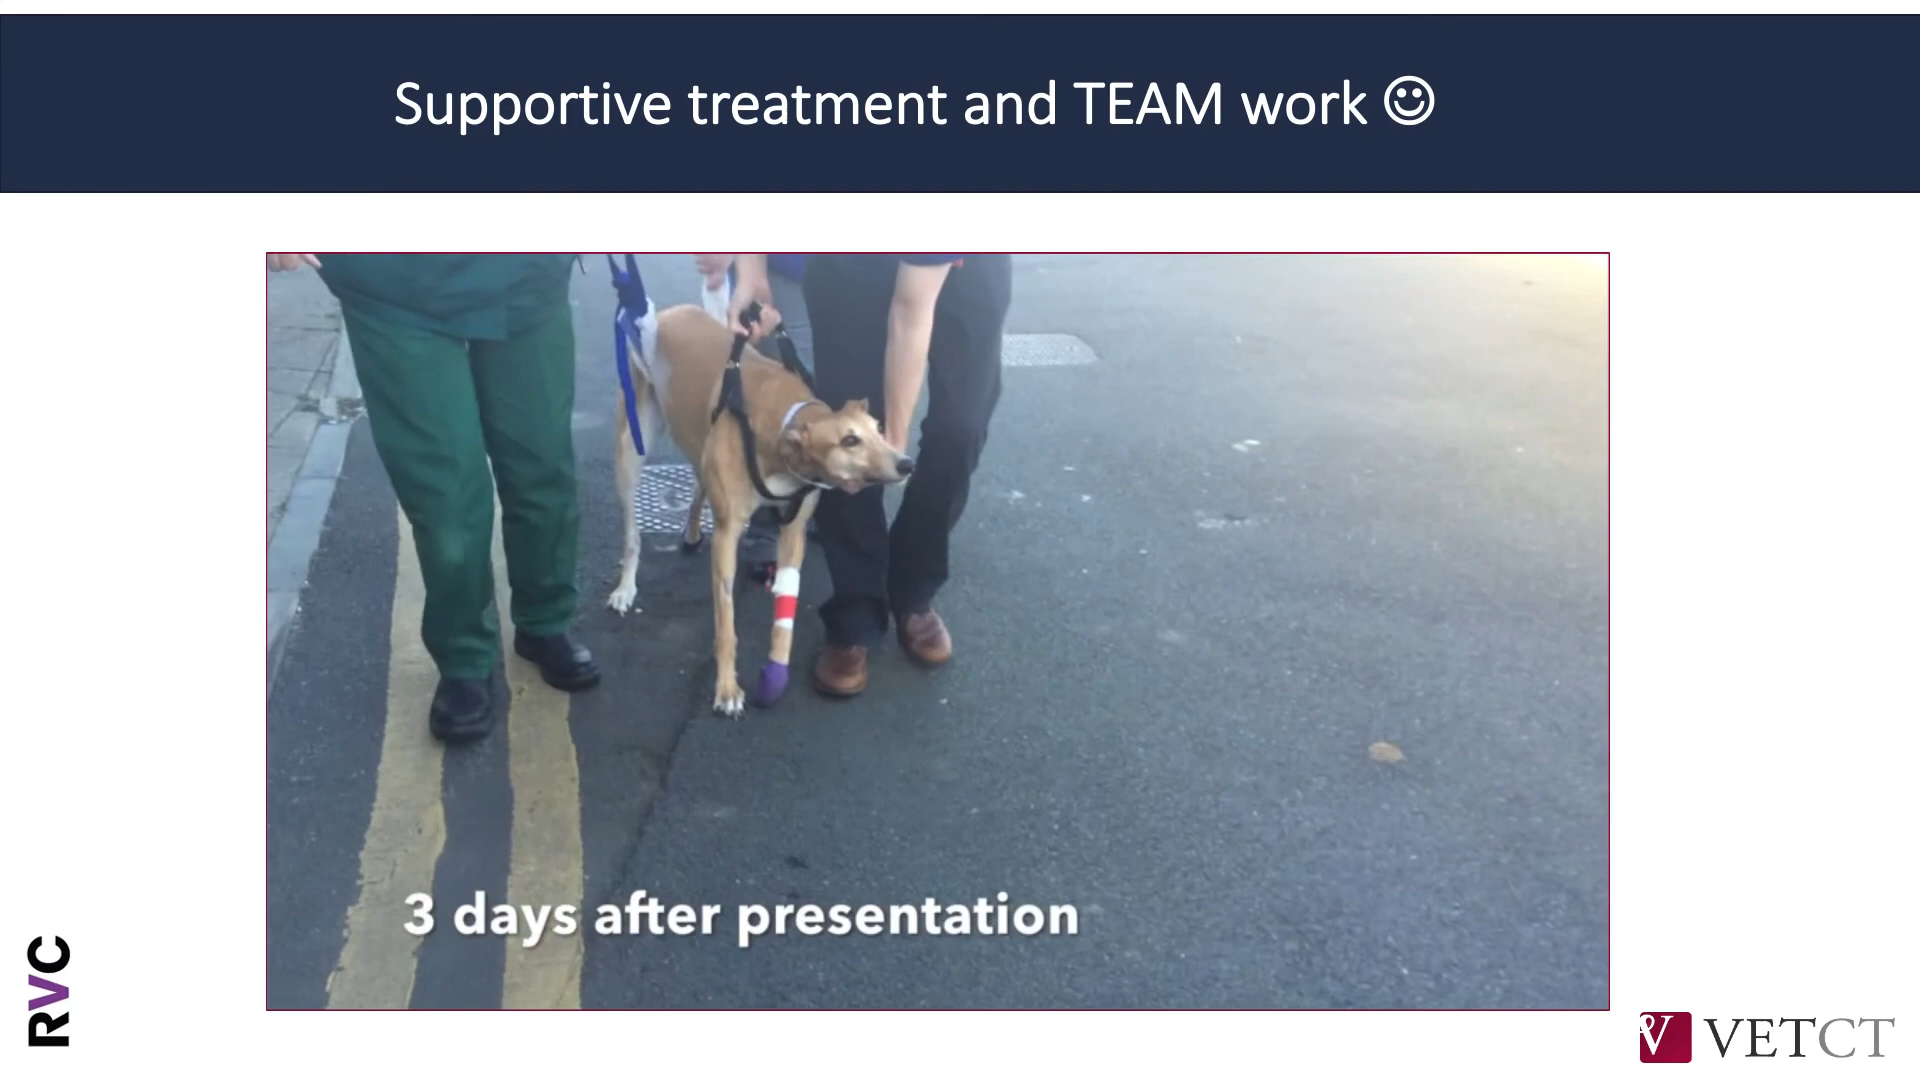 Supportive treatment and TEAM work ☺
3 days after presentation
RVC
VETCT